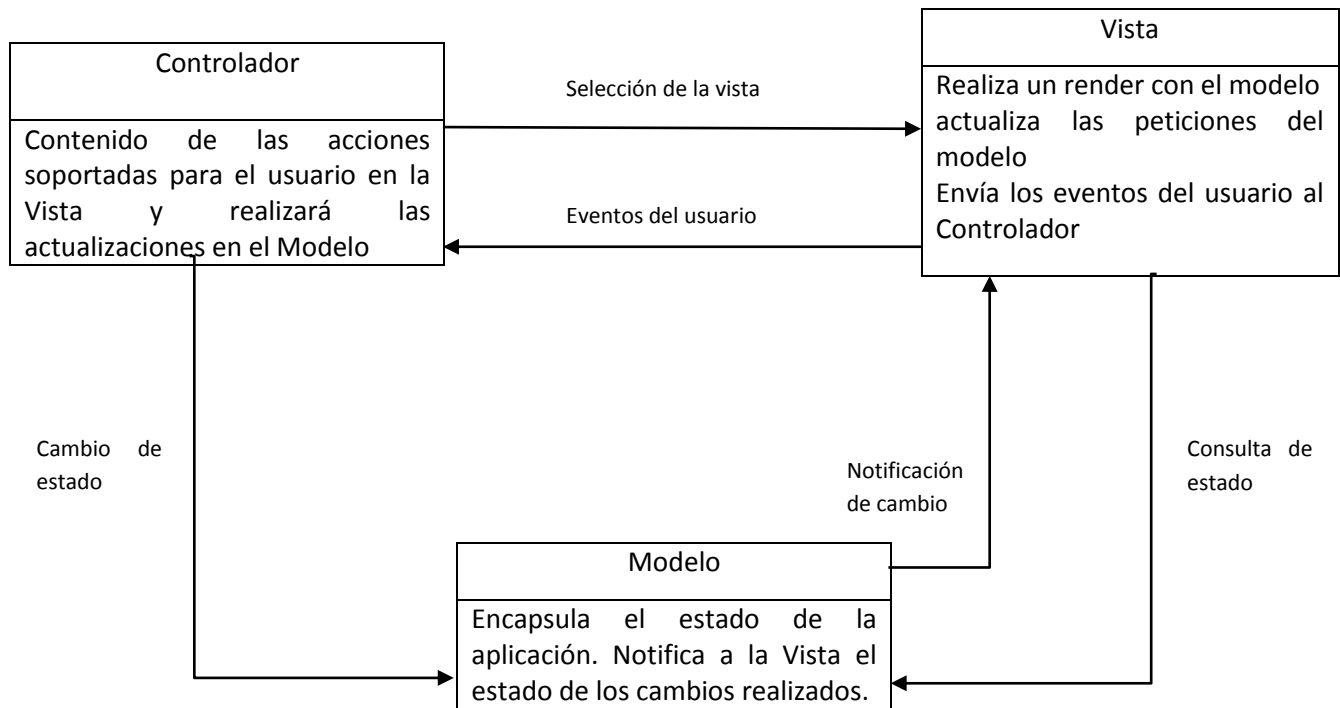 Controlador
Contenido de las acciones
soportadas para el usuario en la
Vista y realizará las
actualizaciones en el Modelo
Selección de la vista
Eventos del usuario
Vista
Realiza un render con el modelo
actualiza las peticiones del
modelo
Envía los eventos del usuario al
Controlador
Cambio de
estado
Notificación
de cambio
Consulta de
estado
Modelo
Encapsula el estado de la
aplicación. Notifica a la Vista el
estado de los cambios realizados.